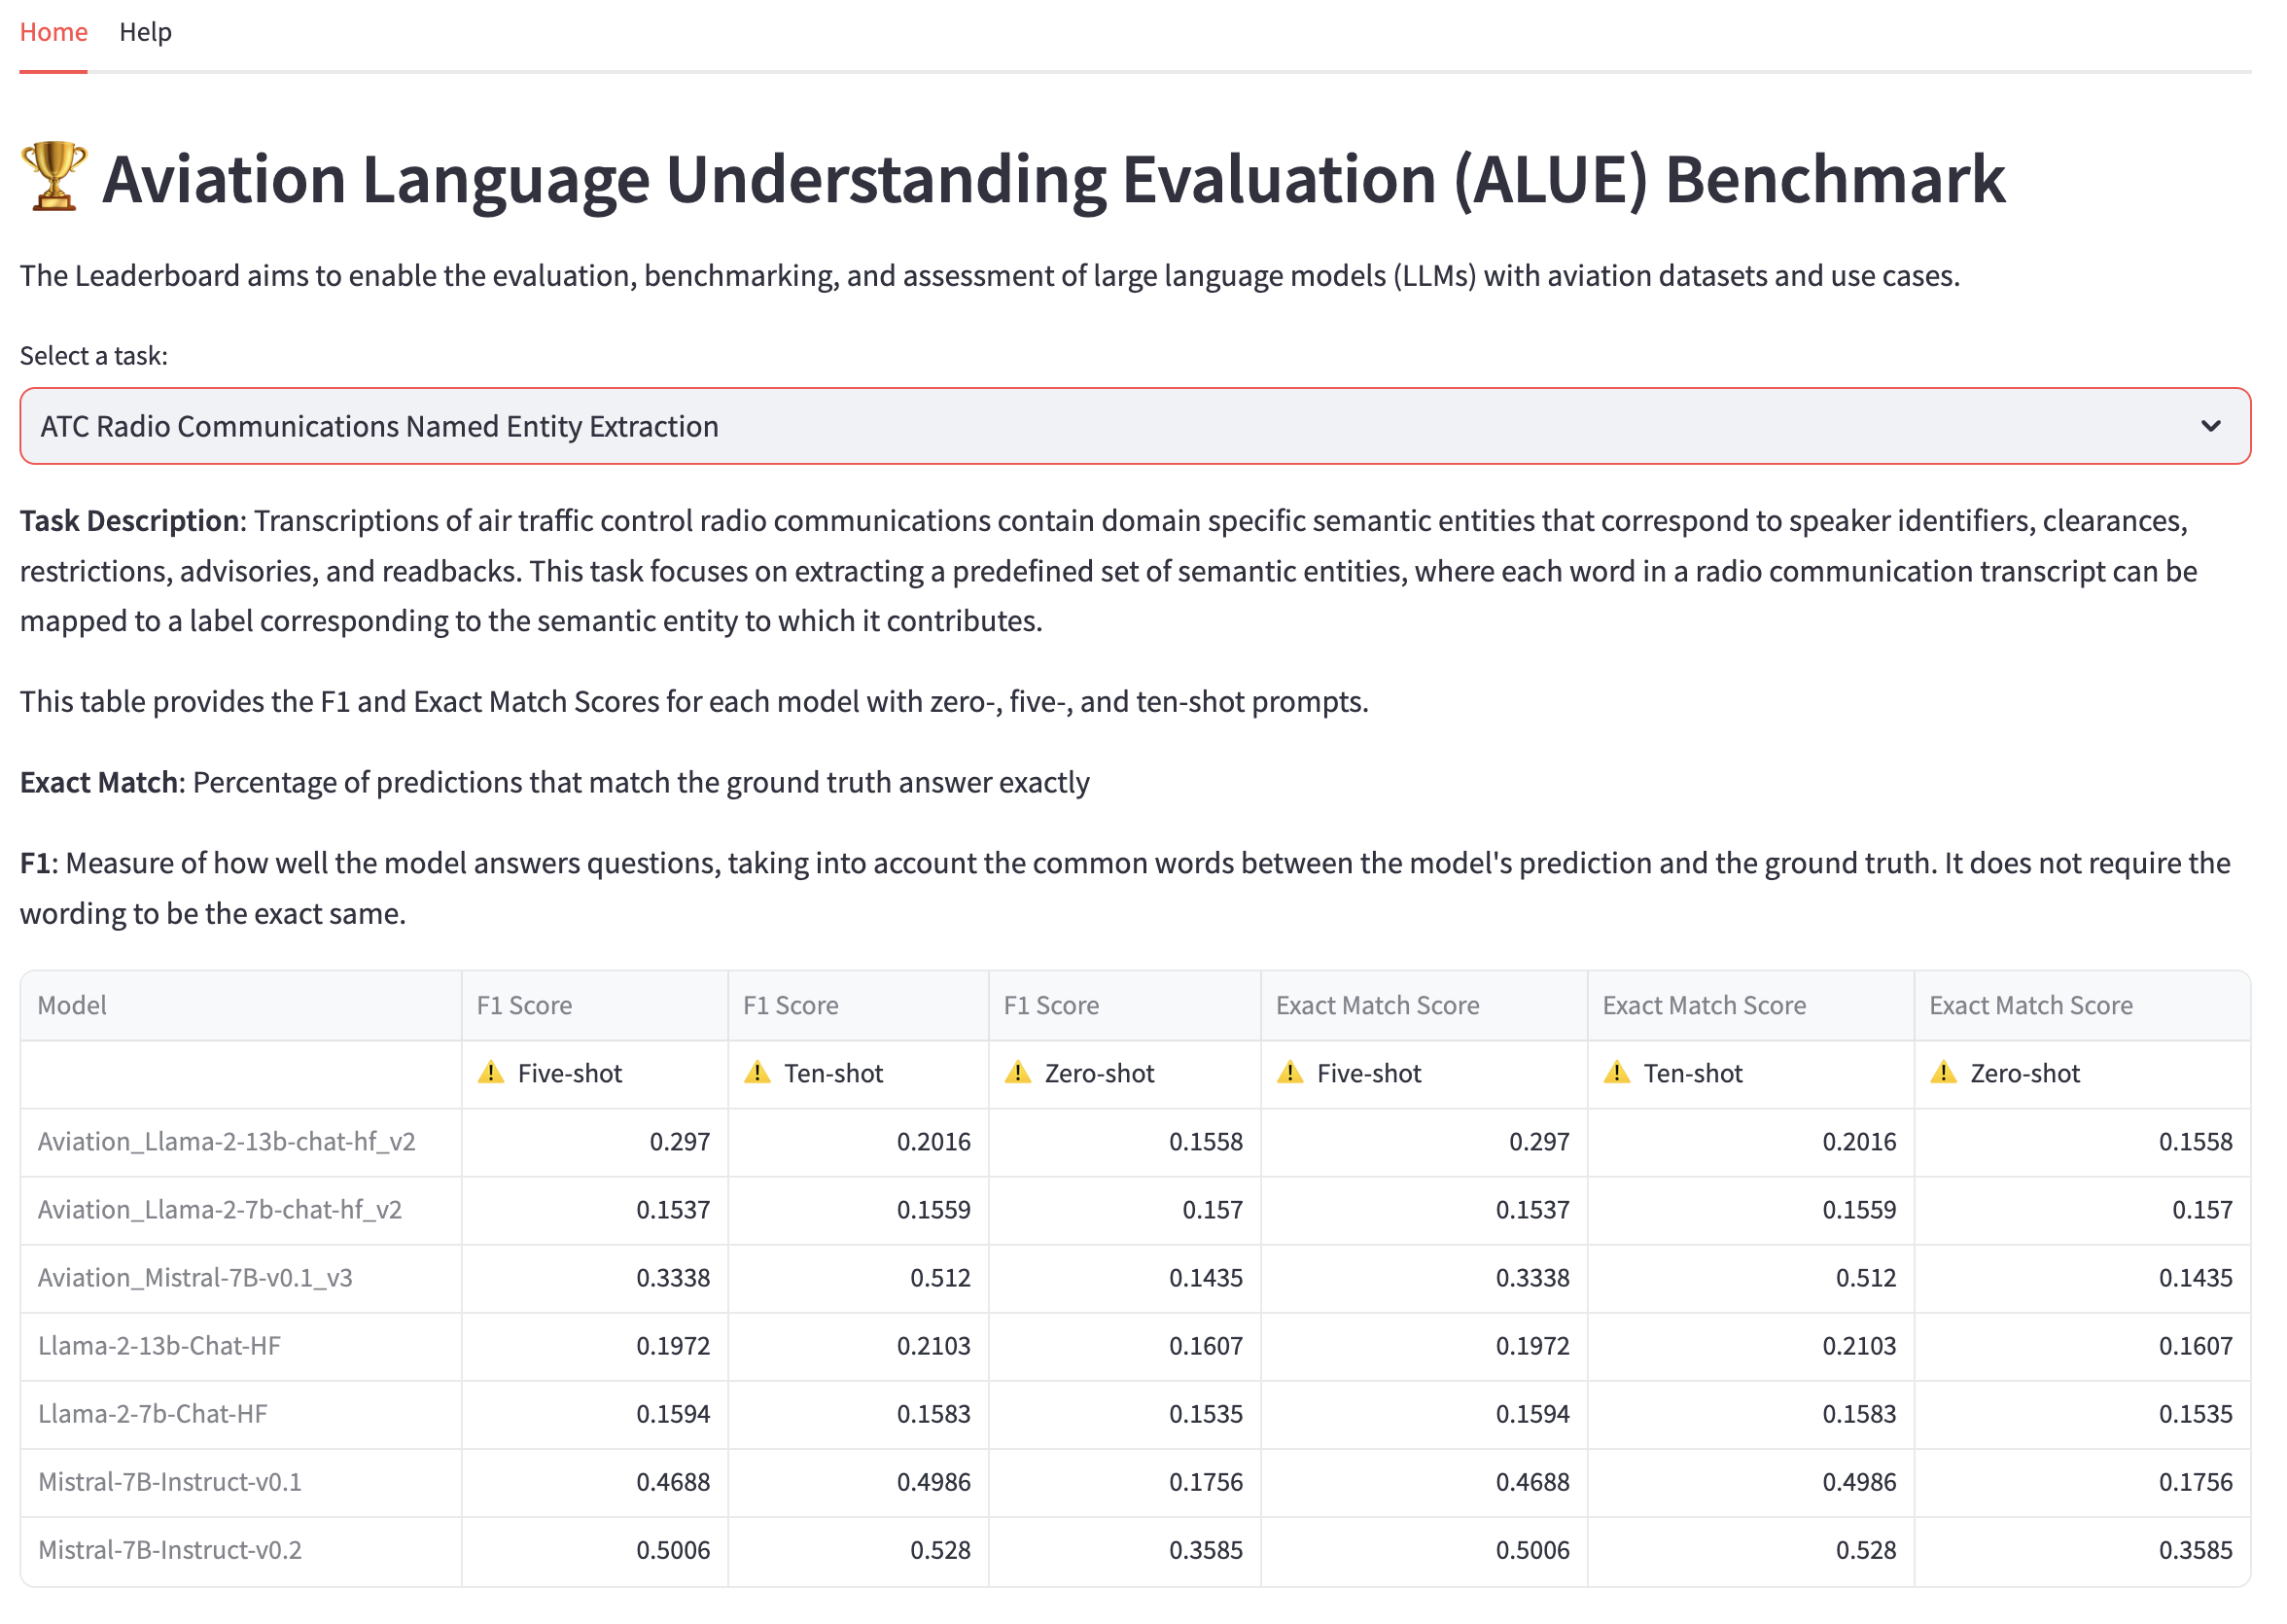 Home Help
🏆 Aviation Language Understanding Evaluation (ALUE) Benchmark
The Leaderboard aims to enable the evaluation, benchmarking, and assessment of large language models (LLMs) with aviation datasets and use cases.
Select a task:
ATC Radio Communications Named Entity Extraction
Task Description: Transcriptions of air traffic control radio communications contain domain specific semantic entities that correspond to speaker identifiers, clearances,
restrictions, advisories, and readbacks. This task focuses on extracting a predefined set of semantic entities, where each word in a radio communication transcript can be
mapped to a label corresponding to the semantic entity to which it contributes.
This table provides the F1 and Exact Match Scores for each model with zero-, five-, and ten-shot prompts.
Exact Match: Percentage of predictions that match the ground truth answer exactly
F1: Measure of how well the model answers questions, taking into account the common words between the model's prediction and the ground truth. It does not require the
wording to be the exact same.
Model F1 Score F1 Score F1 Score Exact Match Score Exact Match Score Exact Match Score
⚠️ Five-shot ⚠️ Ten-shot ⚠️ Zero-shot ⚠️ Five-shot ⚠️ Ten-shot ⚠️ Zero-shot
Aviation_Llama-2-13b-chat-hf_v2 0.297 0.2016 0.1558 0.297 0.2016 0.1558
Aviation_Llama-2-7b-chat-hf_v2 0.1537 0.1559 0.157 0.1537 0.1559 0.157
Aviation_Mistral-7B-v0.1_v3 0.3338 0.512 0.1435 0.3338 0.512 0.1435
Llama-2-13b-Chat-HF 0.1972 0.2103 0.1607 0.1972 0.2103 0.1607
Llama-2-7b-Chat-HF 0.1594 0.1583 0.1535 0.1594 0.1583 0.1535
Mistral-7B-Instruct-v0.1 0.4688 0.4986 0.1756 0.4688 0.4986 0.1756
Mistral-7B-Instruct-v0.2 0.5006 0.528 0.3585 0.5006 0.528 0.3585